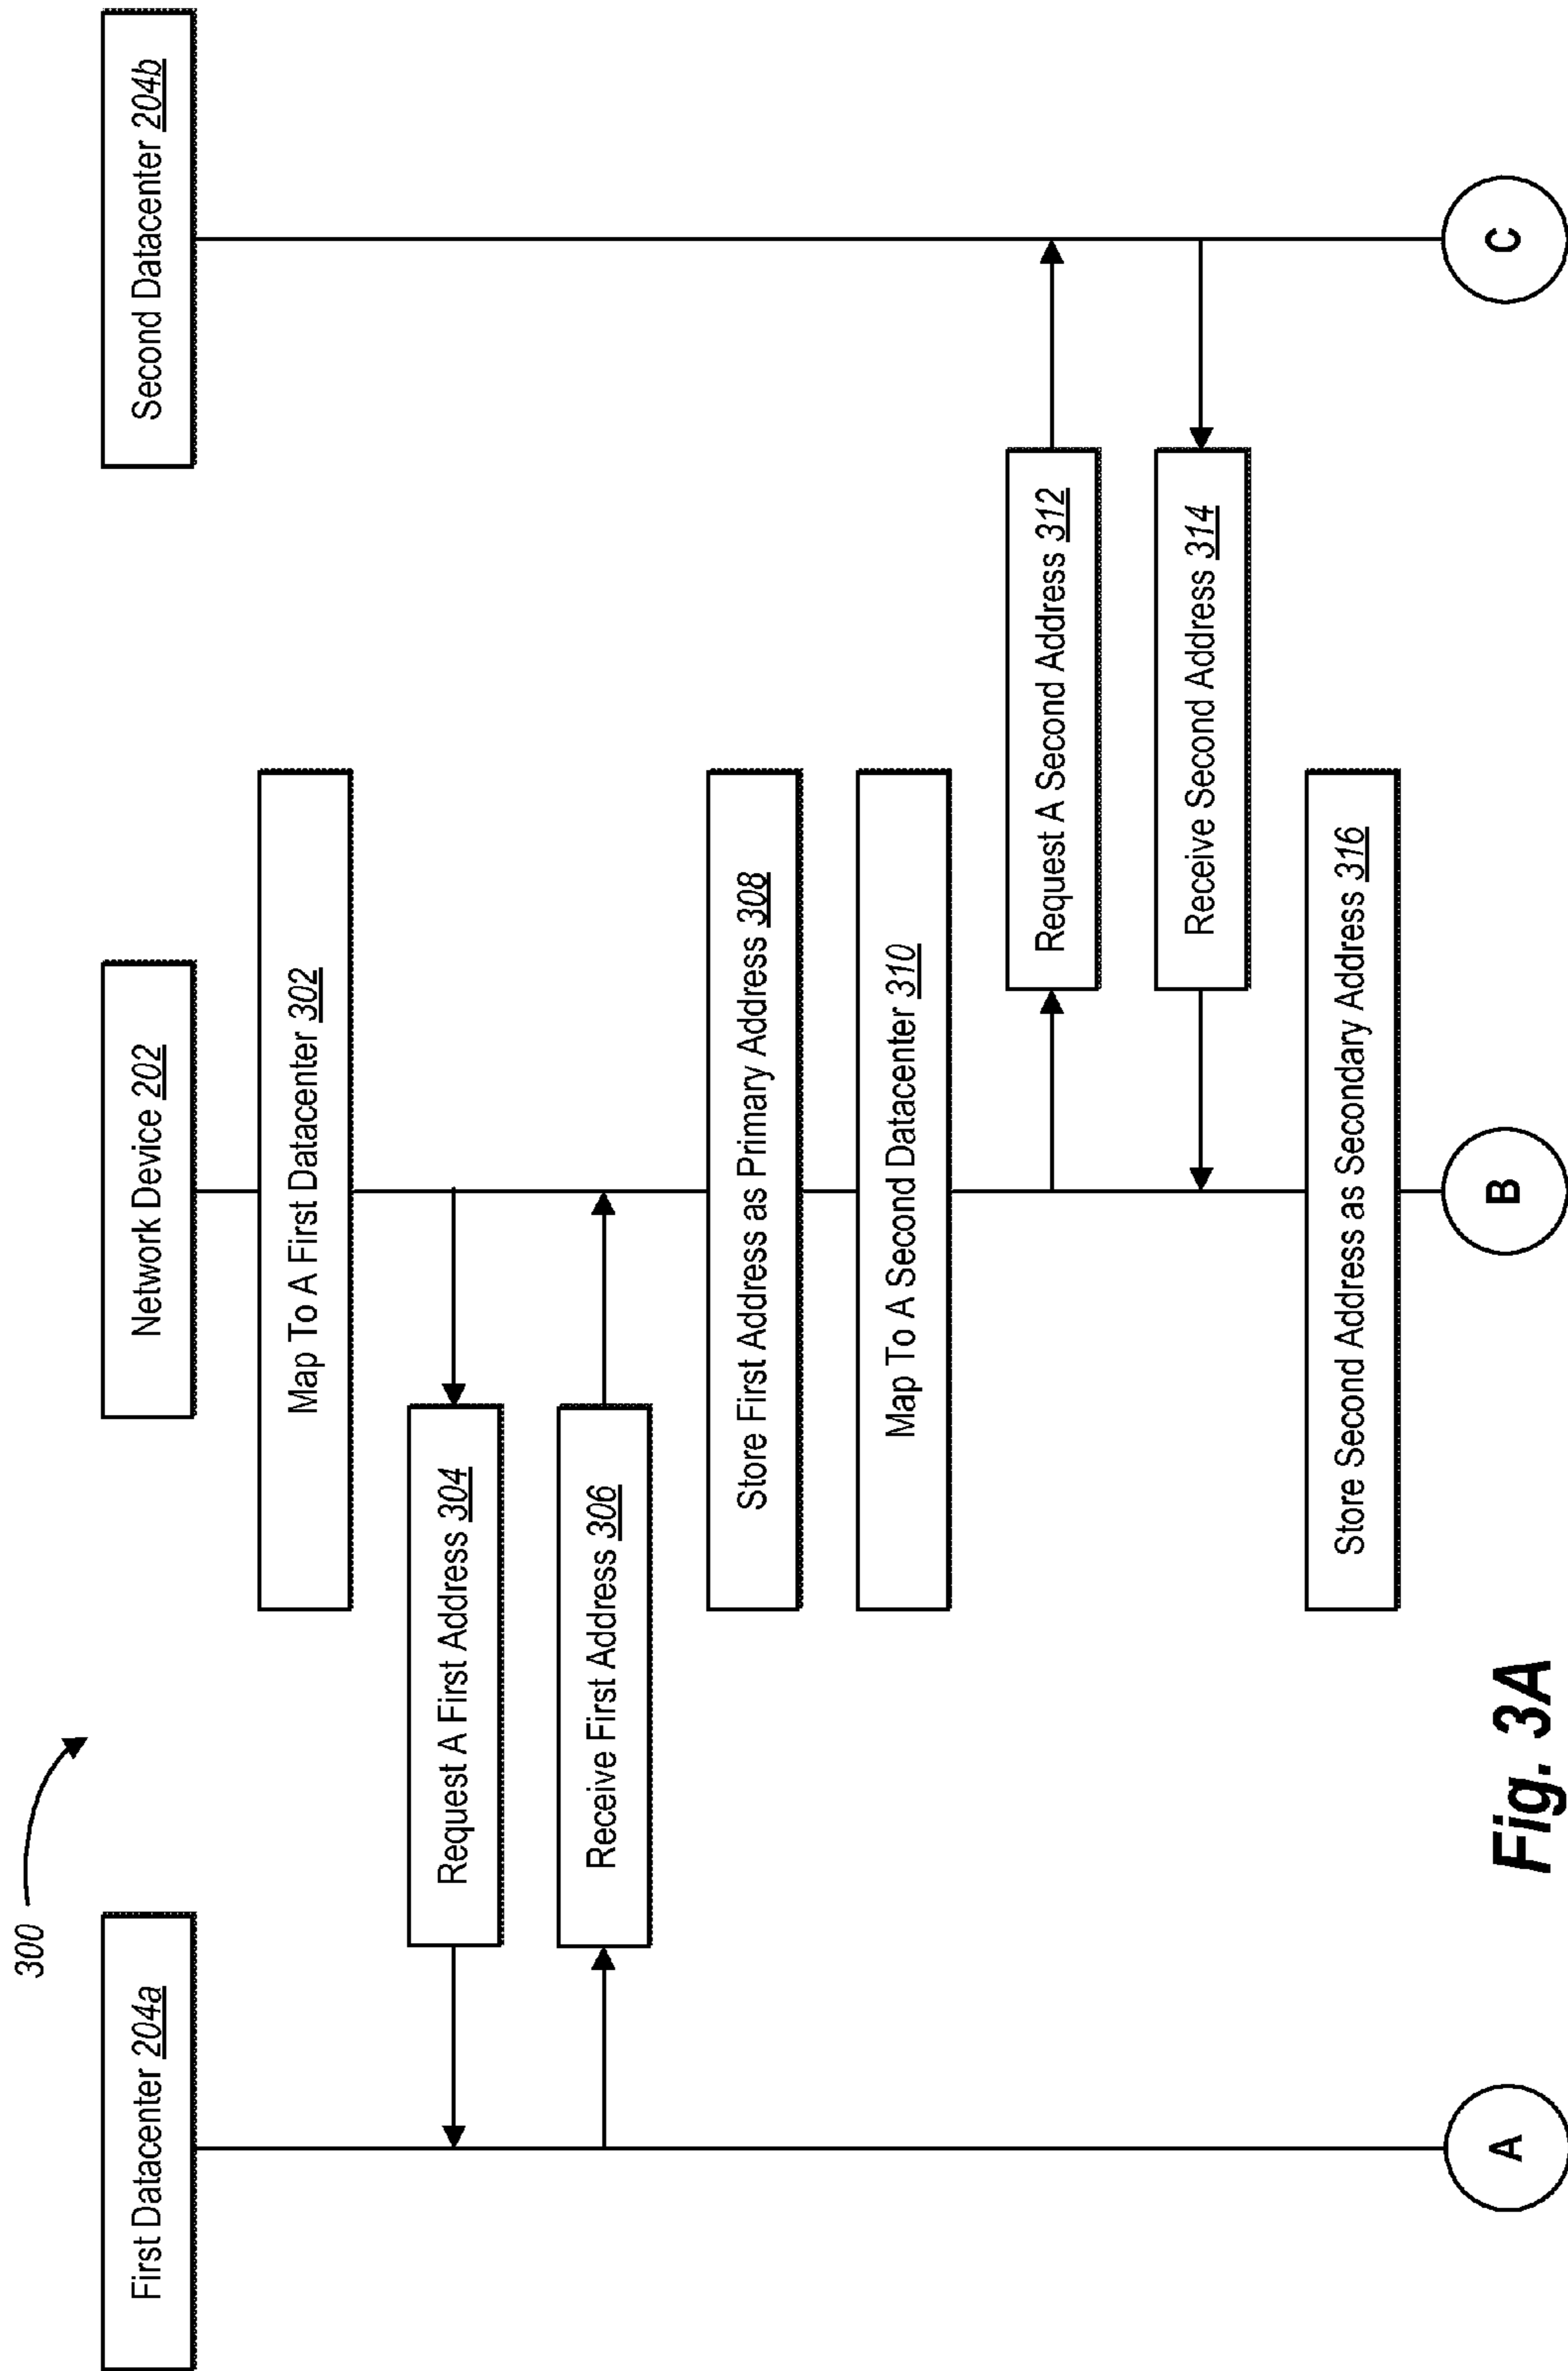 300
First Datacenter 204a
Network Device 202
Second Datacenter 204b
Map To A First Datacenter 302
Request A First Address 304
Receive First Address 306
Store First Address as Primary Address 308
Map To A Second Datacenter 310
Request A Second Address 312
Receive Second Address 314
Store Second Address as Secondary Address 316
A
B
C
Fig. 3A